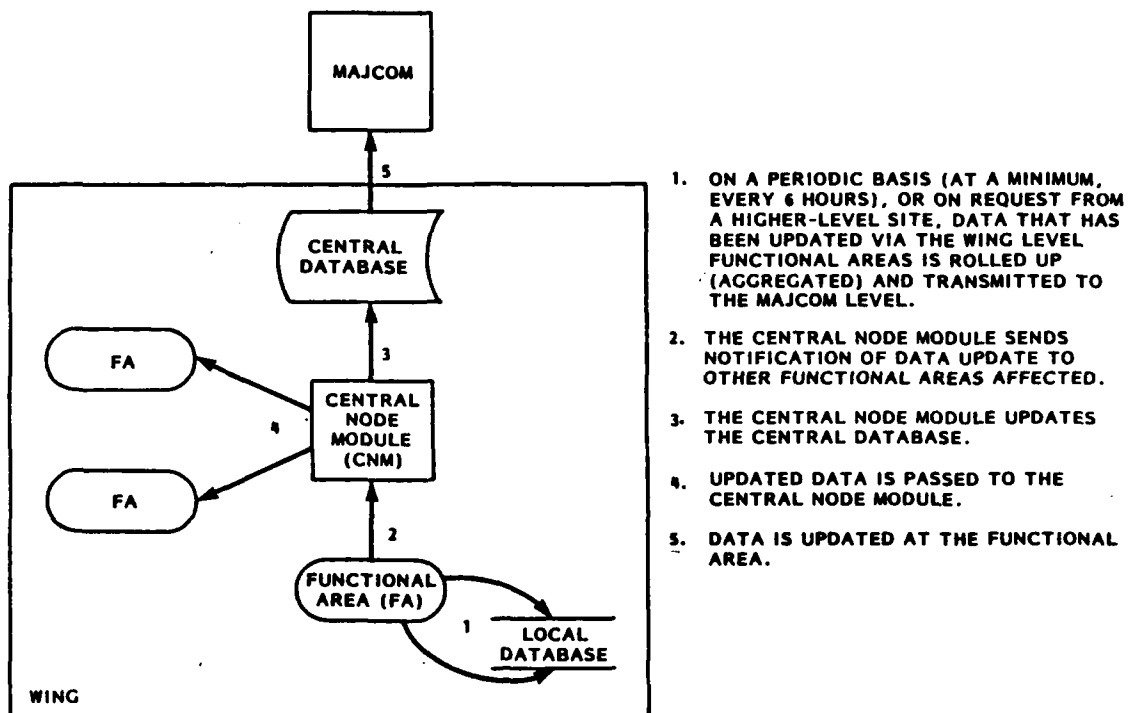 MAJCOM
5
CENTRAL
DATABASE
3
FA
CENTRAL
NODE
MODULE
(CNM)
4
FA
2
FUNCTIONAL
AREA (FA)
1
LOCAL
DATABASE
WING
1. ON A PERIODIC BASIS (AT A MINIMUM,
EVERY 6 HOURS), OR ON REQUEST FROM
A HIGHER-LEVEL SITE, DATA THAT HAS
BEEN UPDATED VIA THE WING LEVEL
FUNCTIONAL AREAS IS ROLLED UP
(AGGREGATED) AND TRANSMITTED TO
THE MAJCOM LEVEL.
2. THE CENTRAL NODE MODULE SENDS
NOTIFICATION OF DATA UPDATE TO
OTHER FUNCTIONAL AREAS AFFECTED.
3. THE CENTRAL NODE MODULE UPDATES
THE CENTRAL DATABASE.
4. UPDATED DATA IS PASSED TO THE
CENTRAL NODE MODULE.
5. DATA IS UPDATED AT THE FUNCTIONAL
AREA.